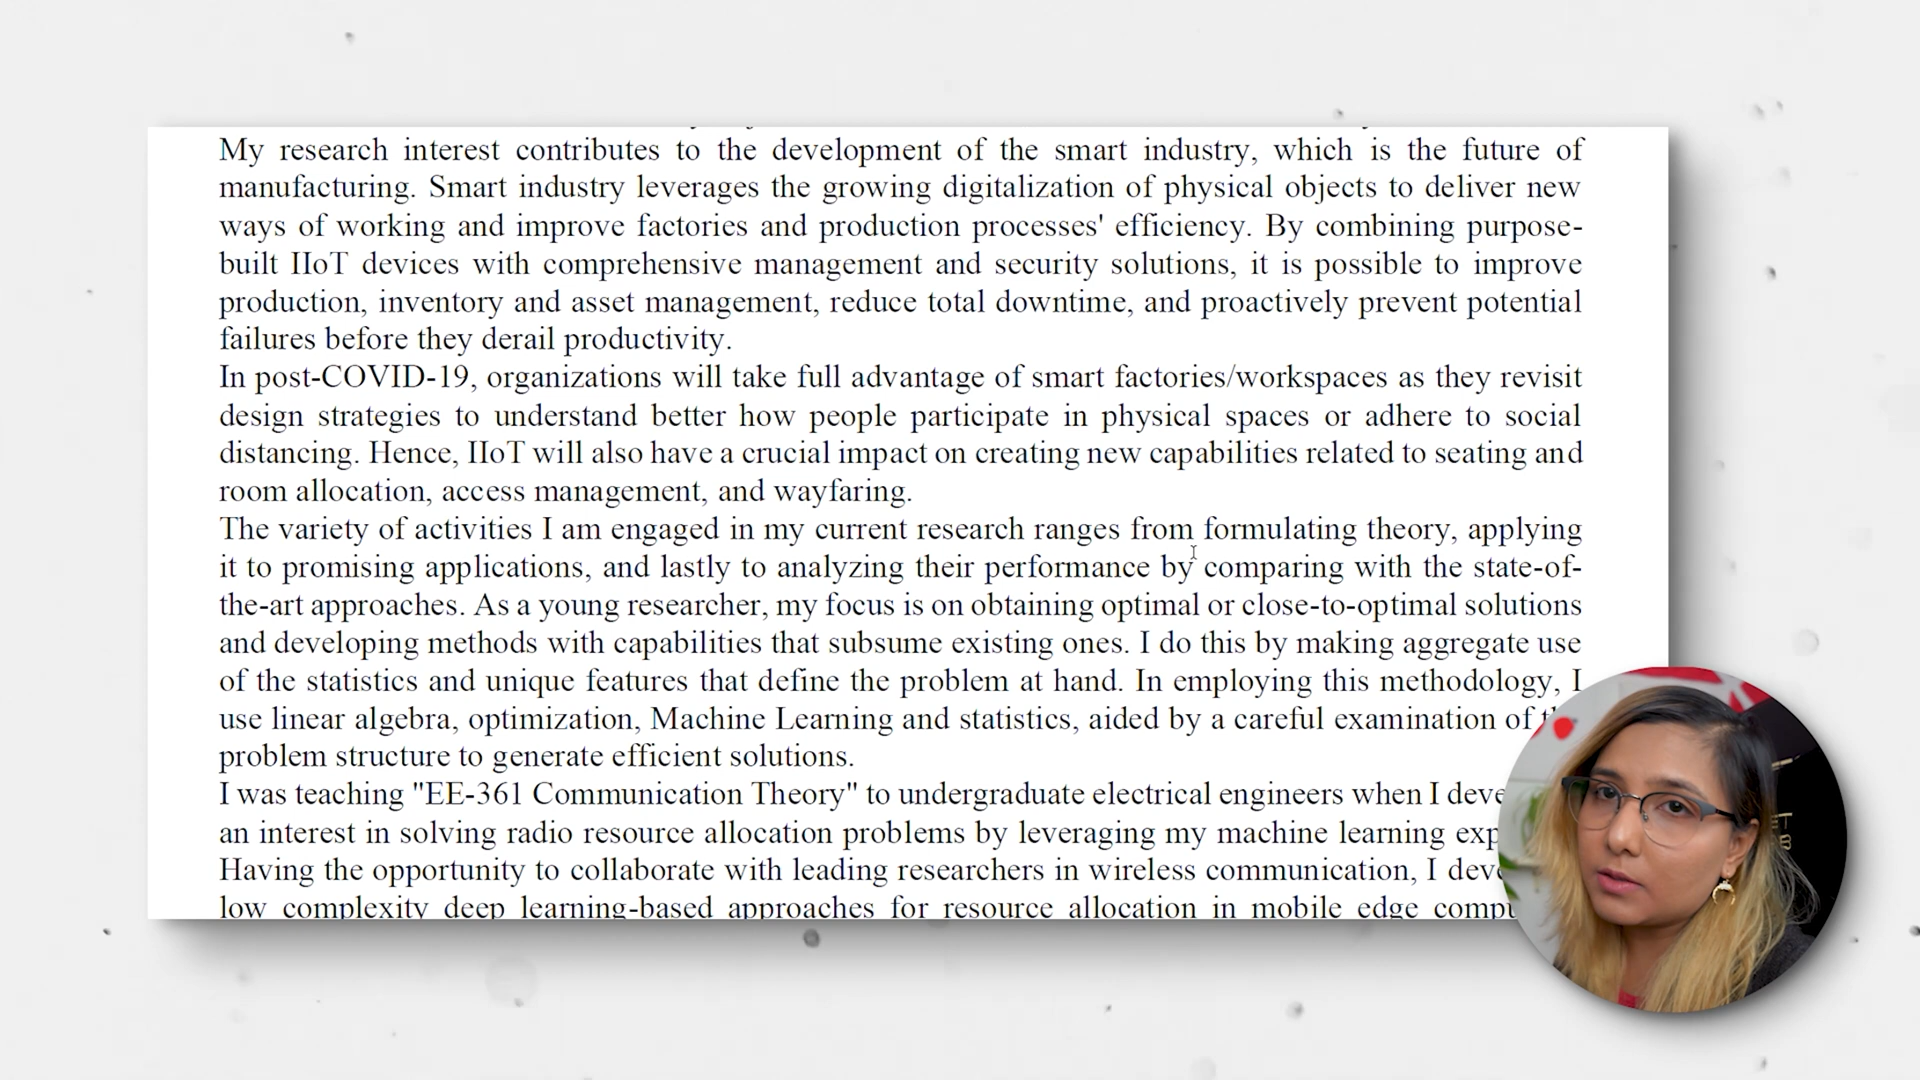 My research interest contributes to the development of the smart industry, which is the future of
manufacturing. Smart industry leverages the growing digitalization of physical objects to deliver new
ways of working and improve factories and production processes' efficiency. By combining purpose-
built IIoT devices with comprehensive management and security solutions, it is possible to improve
production, inventory and asset management, reduce total downtime, and proactively prevent potential
failures before they derail productivity.
In post-COVID-19, organizations will take full advantage of smart factories/workspaces as they revisit
design strategies to understand better how people participate in physical spaces or adhere to social
distancing. Hence, IIoT will also have a crucial impact on creating new capabilities related to seating and
room allocation, access management, and wayfaring.
The variety of activities I am engaged in my current research ranges from formulating theory, applying
it to promising applications, and lastly to analyzing their performance by comparing with the state-of-
the-art approaches. As a young researcher, my focus is on obtaining optimal or close-to-optimal solutions
and developing methods with capabilities that subsume existing ones. I do this by making aggregate use
of the statistics and unique features that define the problem at hand. In employing this methodology, I
use linear algebra, optimization, Machine Learning and statistics, aided by a careful examination of
problem structure to generate efficient solutions.
I was teaching "EE-361 Communication Theory" to undergraduate electrical engineers when I
an interest in solving radio resource allocation problems by leveraging my machine learning
Having the opportunity to collaborate with leading researchers in wireless communication, I
low complexity deep learning-based approaches for resource allocation in mobile edge